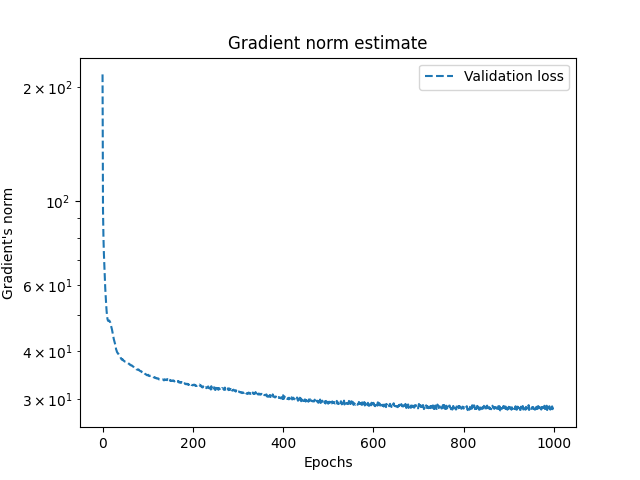 Gradient norm estimate
Validation loss
Gradient's norm
2 × 10²
10²
6 × 10¹
4 × 10¹
3 × 10¹
0 200 400 600 800 1000
Epochs